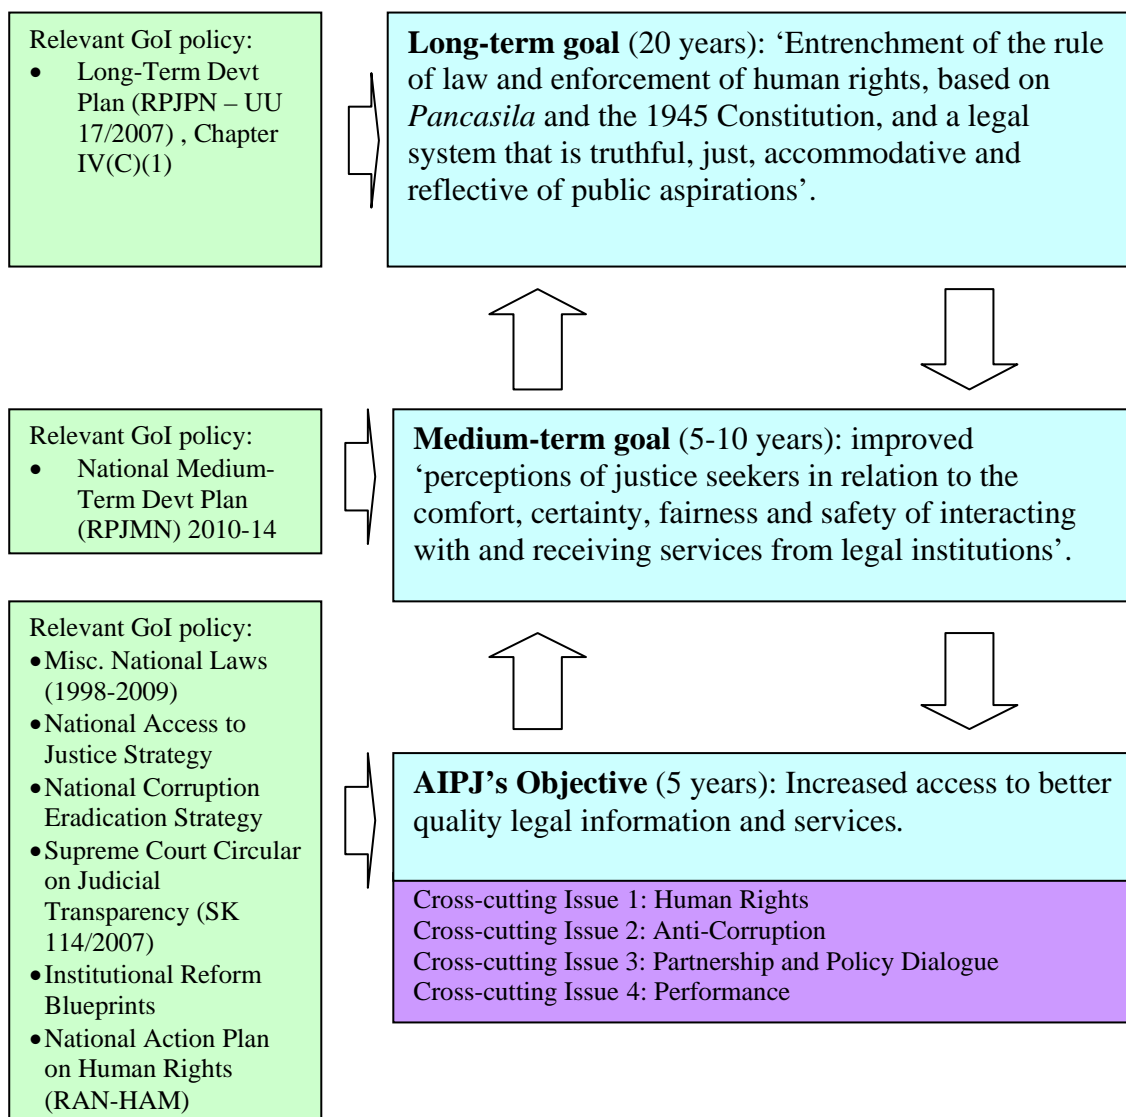 Relevant GoI policy:
• Long-Term Devt
Plan (RPJPN – UU
17/2007) , Chapter
IV(C)(1)
Long-term goal (20 years): ‘Entrenchment of the rule
of law and enforcement of human rights, based on
Pancasila and the 1945 Constitution, and a legal
system that is truthful, just, accommodative and
reflective of public aspirations’.
Relevant GoI policy:
• National Medium-
Term Devt Plan
(RPJMN) 2010-14
Medium-term goal (5-10 years): improved
‘perceptions of justice seekers in relation to the
comfort, certainty, fairness and safety of interacting
with and receiving services from legal institutions’.
Relevant GoI policy:
• Misc. National Laws
(1998-2009)
• National Access to
Justice Strategy
• National Corruption
Eradication Strategy
• Supreme Court Circular
on Judicial
Transparency (SK
114/2007)
• Institutional Reform
Blueprints
• National Action Plan
on Human Rights
(RAN-HAM)
AIPJ’s Objective (5 years): Increased access to better
quality legal information and services.
Cross-cutting Issue 1: Human Rights
Cross-cutting Issue 2: Anti-Corruption
Cross-cutting Issue 3: Partnership and Policy Dialogue
Cross-cutting Issue 4: Performance